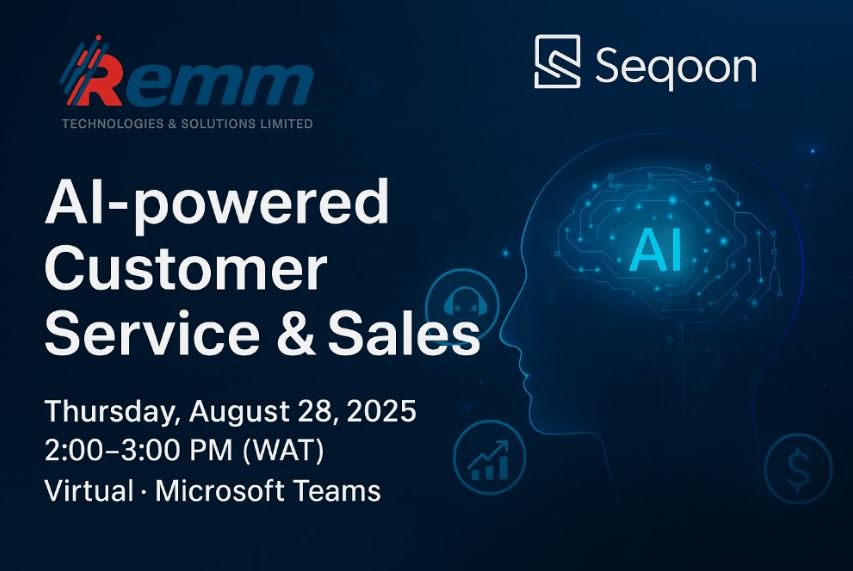 Remm
TECHNOLOGIES & SOLUTIONS LIMITED
Seqoon
AI-powered
Customer
Service & Sales
Thursday, August 28, 2025
2:00–3:00 PM (WAT)
Virtual · Microsoft Teams
AI
$